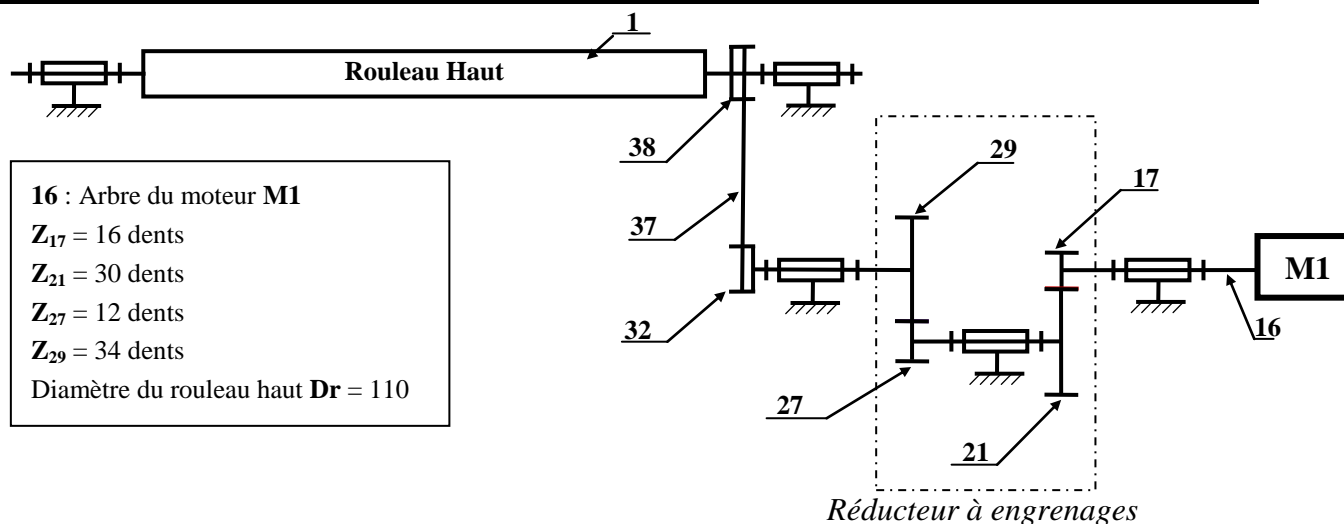 1
Rouleau Haut
38
29
17
16 : Arbre du moteur M1
Z17 = 16 dents
Z21 = 30 dents
Z27 = 12 dents
Z29 = 34 dents
Diamètre du rouleau haut Dr = 110
37
M1
32
16
27
21
Réducteur à engrenages